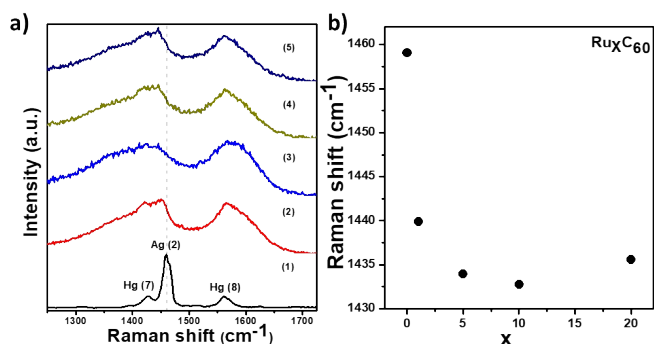 a)
Intensity (a.u.)
(5)
(4)
(3)
(2)
Ag (2)
(1)
Hg (7)
Hg (8)
1300 1400 1500 1600 1700
Raman shift (cm⁻¹)
b)
RuXC60
Raman shift (cm⁻¹)
1460
1455
1450
1445
1440
1435
1430
0 5 10 15 20
X